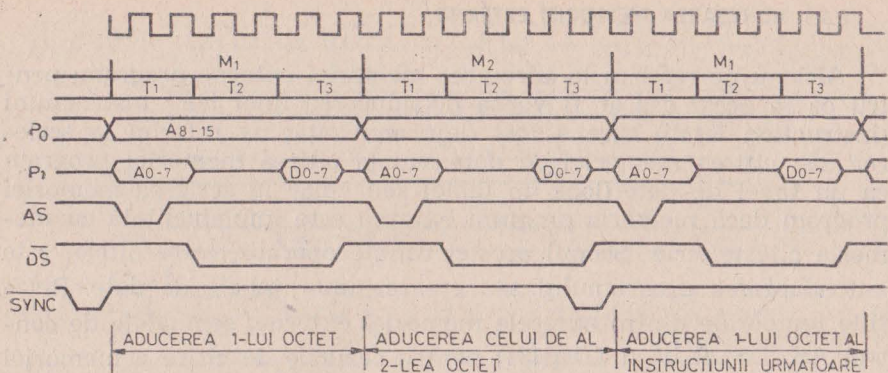 M₁ M₂ M₁
T₁ T₂ T₃ T₁ T₂ T₃ T₁ T₂ T₃
P₀ A8-15
P₁ A0-7 D0-7 A0-7 D0-7 A0-7 D0-7
AS
DS
SYNC
ADUCEREA 1-LUI OCTET ADUCEREA CELUI DE AL ADUCEREA 1-LUI OCTET AL
2-LEA OCTET INSTRUCTIUNII URMATOARE